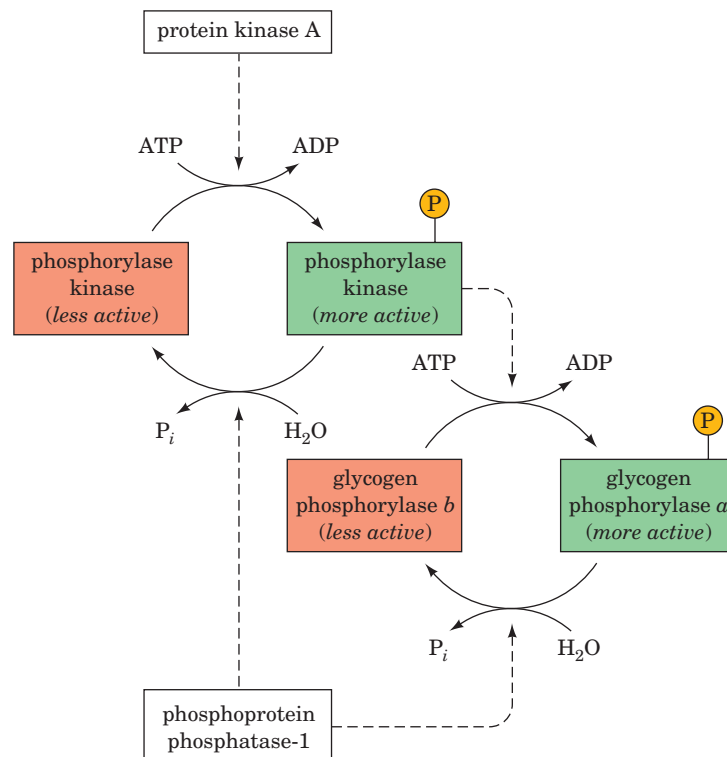 protein kinase A
ATP
ADP
P
phosphorylase
kinase
(less active)
phosphorylase
kinase
(more active)
ATP
ADP
P
Pi
H2O
glycogen
phosphorylase b
(less active)
glycogen
phosphorylase a
(more active)
Pi
H2O
phosphoprotein
phosphatase-1